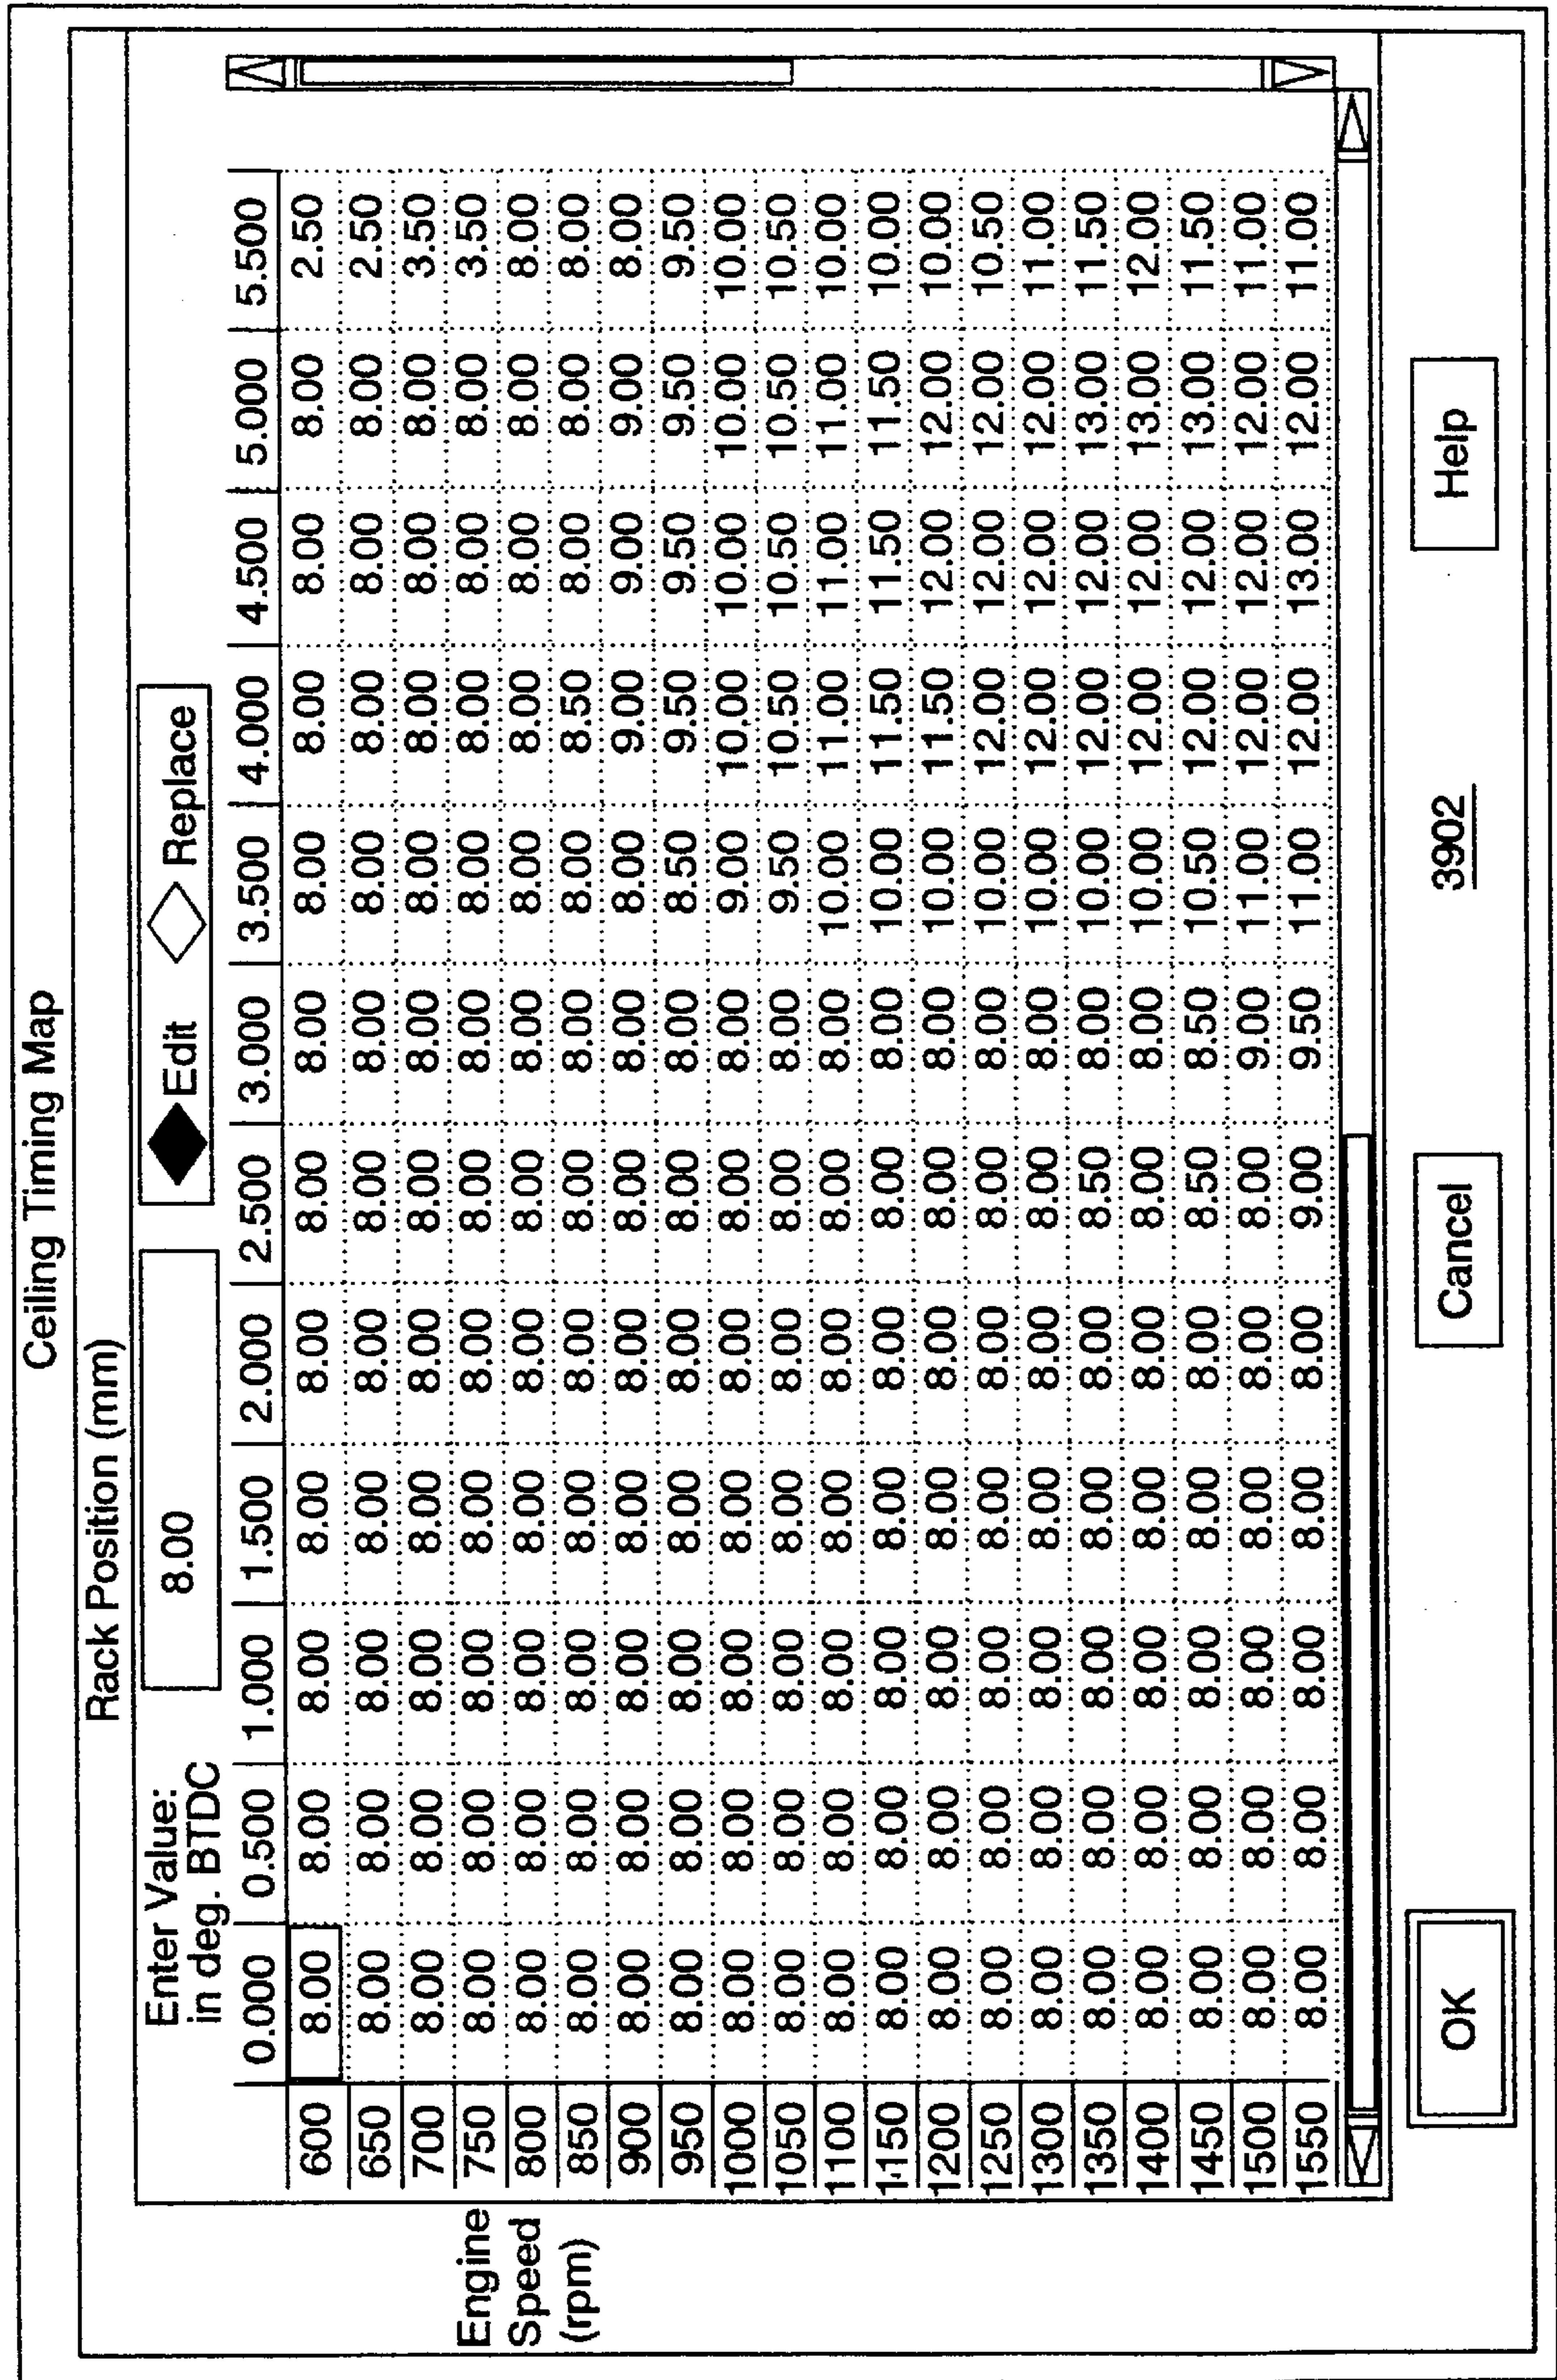 Ceiling Timing Map
Rack Position (mm)
Enter Value:
in deg. BTDC
8.00
Edit Replace
0.000 0.500 1.000 1.500 2.000 2.500 3.000 3.500 4.000 4.500 5.000 5.500
Engine
Speed
(rpm)
600 8.00 8.00 8.00 8.00 8.00 8.00 8.00 8.00 8.00 8.00 8.00 2.50
650 8.00 8.00 8.00 8.00 8.00 8.00 8.00 8.00 8.00 8.00 8.00 2.50
700 8.00 8.00 8.00 8.00 8.00 8.00 8.00 8.00 8.00 8.00 8.00 3.50
750 8.00 8.00 8.00 8.00 8.00 8.00 8.00 8.00 8.00 8.00 8.00 3.50
800 8.00 8.00 8.00 8.00 8.00 8.00 8.00 8.00 8.00 8.00 8.00 8.00
850 8.00 8.00 8.00 8.00 8.00 8.00 8.00 8.00 8.50 8.00 8.00 8.00
900 8.00 8.00 8.00 8.00 8.00 8.00 8.00 8.00 9.00 9.00 9.00 8.00
950 8.00 8.00 8.00 8.00 8.00 8.00 8.00 8.50 9.50 9.50 9.50 9.50
1000 8.00 8.00 8.00 8.00 8.00 8.00 8.00 9.00 10.00 10.00 10.00 10.00
1050 8.00 8.00 8.00 8.00 8.00 8.00 8.00 9.50 10.50 10.50 10.50 10.50
1100 8.00 8.00 8.00 8.00 8.00 8.00 8.00 10.00 11.00 11.00 11.00 10.00
1150 8.00 8.00 8.00 8.00 8.00 8.00 8.00 10.00 11.50 11.50 11.50 10.00
1200 8.00 8.00 8.00 8.00 8.00 8.00 8.00 10.00 11.50 12.00 12.00 10.00
1250 8.00 8.00 8.00 8.00 8.00 8.00 8.00 10.00 12.00 12.00 12.00 10.50
1300 8.00 8.00 8.00 8.00 8.00 8.00 8.00 10.00 12.00 12.00 12.00 11.00
1350 8.00 8.00 8.00 8.00 8.00 8.50 8.00 10.00 12.00 12.00 13.00 11.50
1400 8.00 8.00 8.00 8.00 8.00 8.00 8.00 10.00 12.00 12.00 13.00 12.00
1450 8.00 8.00 8.00 8.00 8.00 8.50 8.50 10.50 12.00 12.00 13.00 11.50
1500 8.00 8.00 8.00 8.00 8.00 8.00 9.00 11.00 12.00 12.00 12.00 11.00
1550 8.00 8.00 8.00 8.00 8.00 9.00 9.50 11.00 12.00 13.00 12.00 11.00
OK Cancel 3902 Help